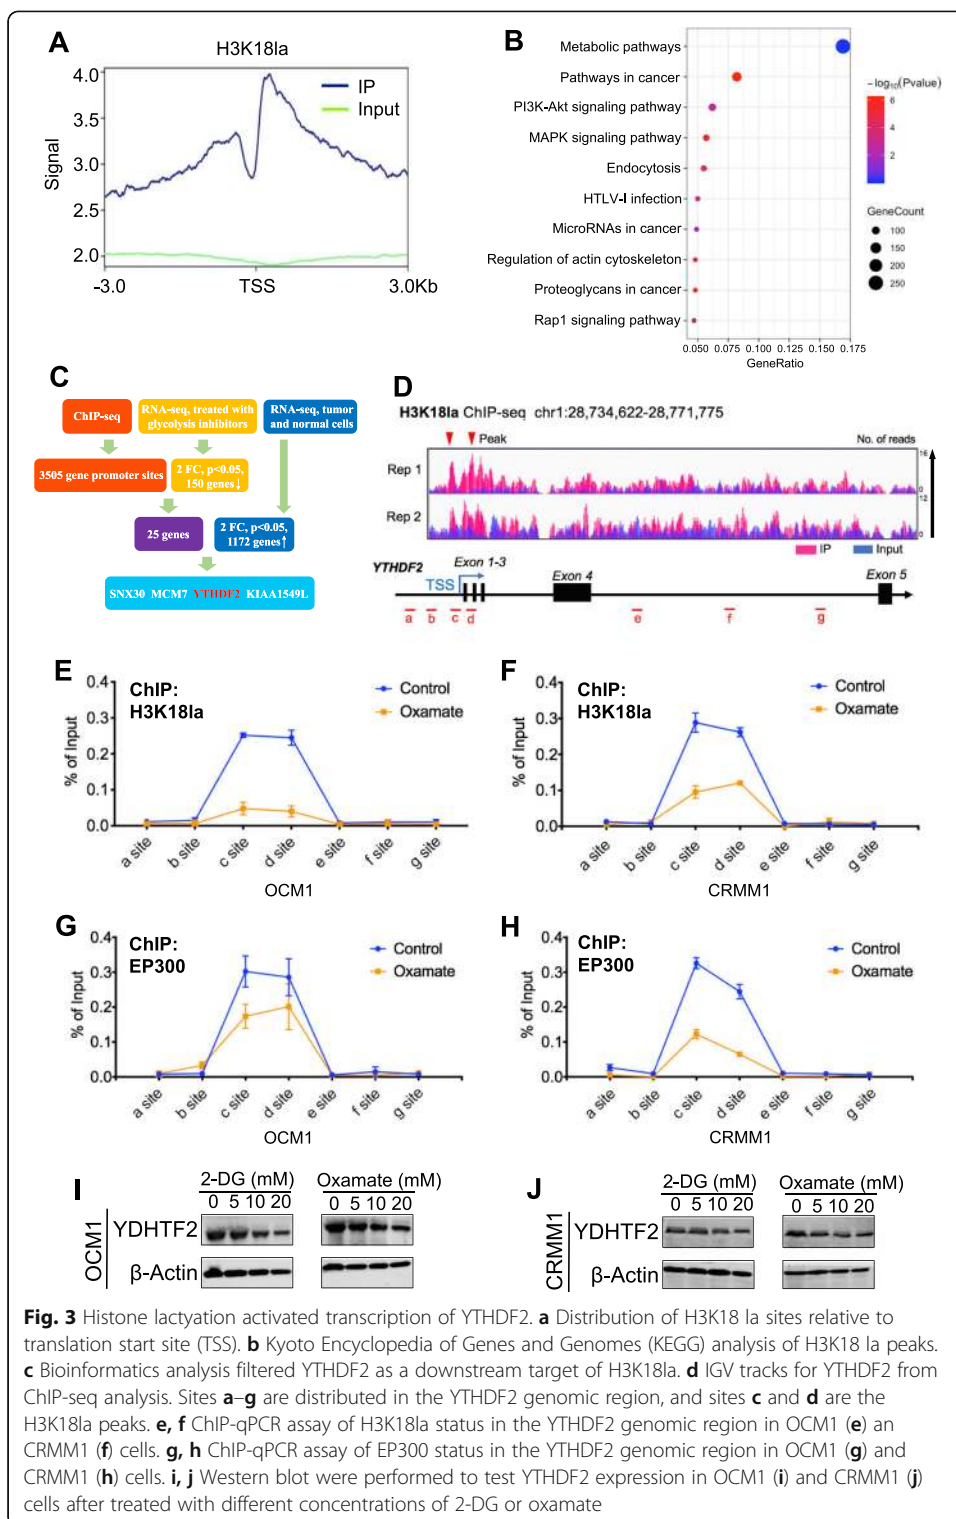 A
H3K18la
4.0
3.5
3.0
2.5
2.0
Signal
IP
Input
-3.0
TSS
3.0Kb
B
Metabolic pathways
Pathways in cancer
PI3K-Akt signaling pathway
MAPK signaling pathway
Endocytosis
HTLV-I infection
MicroRNAs in cancer
Regulation of actin cytoskeleton
Proteoglycans in cancer
Rap1 signaling pathway
0.050 0.075 0.100 0.125 0.150 0.175
GeneRatio
−log₁₀(Pvalue)
6
4
2
GeneCount
100
150
200
250
C
ChIP-seq
RNA-seq, treated with
glycolysis inhibitors
RNA-seq, tumor
and normal cells
3505 gene promoter sites
2 FC, p<0.05,
150 genes↓
25 genes
2 FC, p<0.05,
1172 genes↑
SNX30 MCM7 YTHDF2 KIAA1549L
D
H3K18la ChIP-seq chr1:28,734,622-28,771,775
Peak
No. of reads
Rep 1
16
0
Rep 2
12
0
IP
Input
YTHDF2
Exon 1-3
TSS
Exon 4
Exon 5
a b c d e f g
E
ChIP:
H3K18la
Control
Oxamate
% of Input
0.4
0.3
0.2
0.1
0.0
a site b site c site d site e site f site g site
OCM1
F
ChIP:
H3K18la
Control
Oxamate
% of Input
0.4
0.3
0.2
0.1
0.0
a site b site c site d site e site f site g site
CRMM1
G
ChIP:
EP300
Control
Oxamate
% of Input
0.4
0.3
0.2
0.1
0.0
a site b site c site d site e site f site g site
OCM1
H
ChIP:
EP300
Control
Oxamate
% of Input
0.4
0.3
0.2
0.1
0.0
a site b site c site d site e site f site g site
CRMM1
I
2-DG (mM) Oxamate (mM)
0 5 10 20 0 5 10 20
OCM1
YDHTF2
β-Actin
J
2-DG (mM) Oxamate (mM)
0 5 10 20 0 5 10 20
CRMM1
YDHTF2
β-Actin
Fig. 3 Histone lactyation activated transcription of YTHDF2. a Distribution of H3K18 la sites relative to
translation start site (TSS). b Kyoto Encyclopedia of Genes and Genomes (KEGG) analysis of H3K18 la peaks.
c Bioinformatics analysis filtered YTHDF2 as a downstream target of H3K18la. d IGV tracks for YTHDF2 from
ChIP-seq analysis. Sites a–g are distributed in the YTHDF2 genomic region, and sites c and d are the
H3K18la peaks. e, f ChIP-qPCR assay of H3K18la status in the YTHDF2 genomic region in OCM1 (e) an
CRMM1 (f) cells. g, h ChIP-qPCR assay of EP300 status in the YTHDF2 genomic region in OCM1 (g) and
CRMM1 (h) cells. i, j Western blot were performed to test YTHDF2 expression in OCM1 (i) and CRMM1 (j)
cells after treated with different concentrations of 2-DG or oxamate